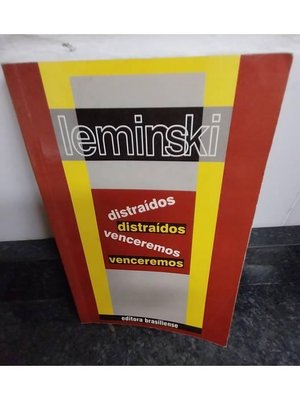 leminski
distraídos
distraídos
venceremos
venceremos
editora brasiliense